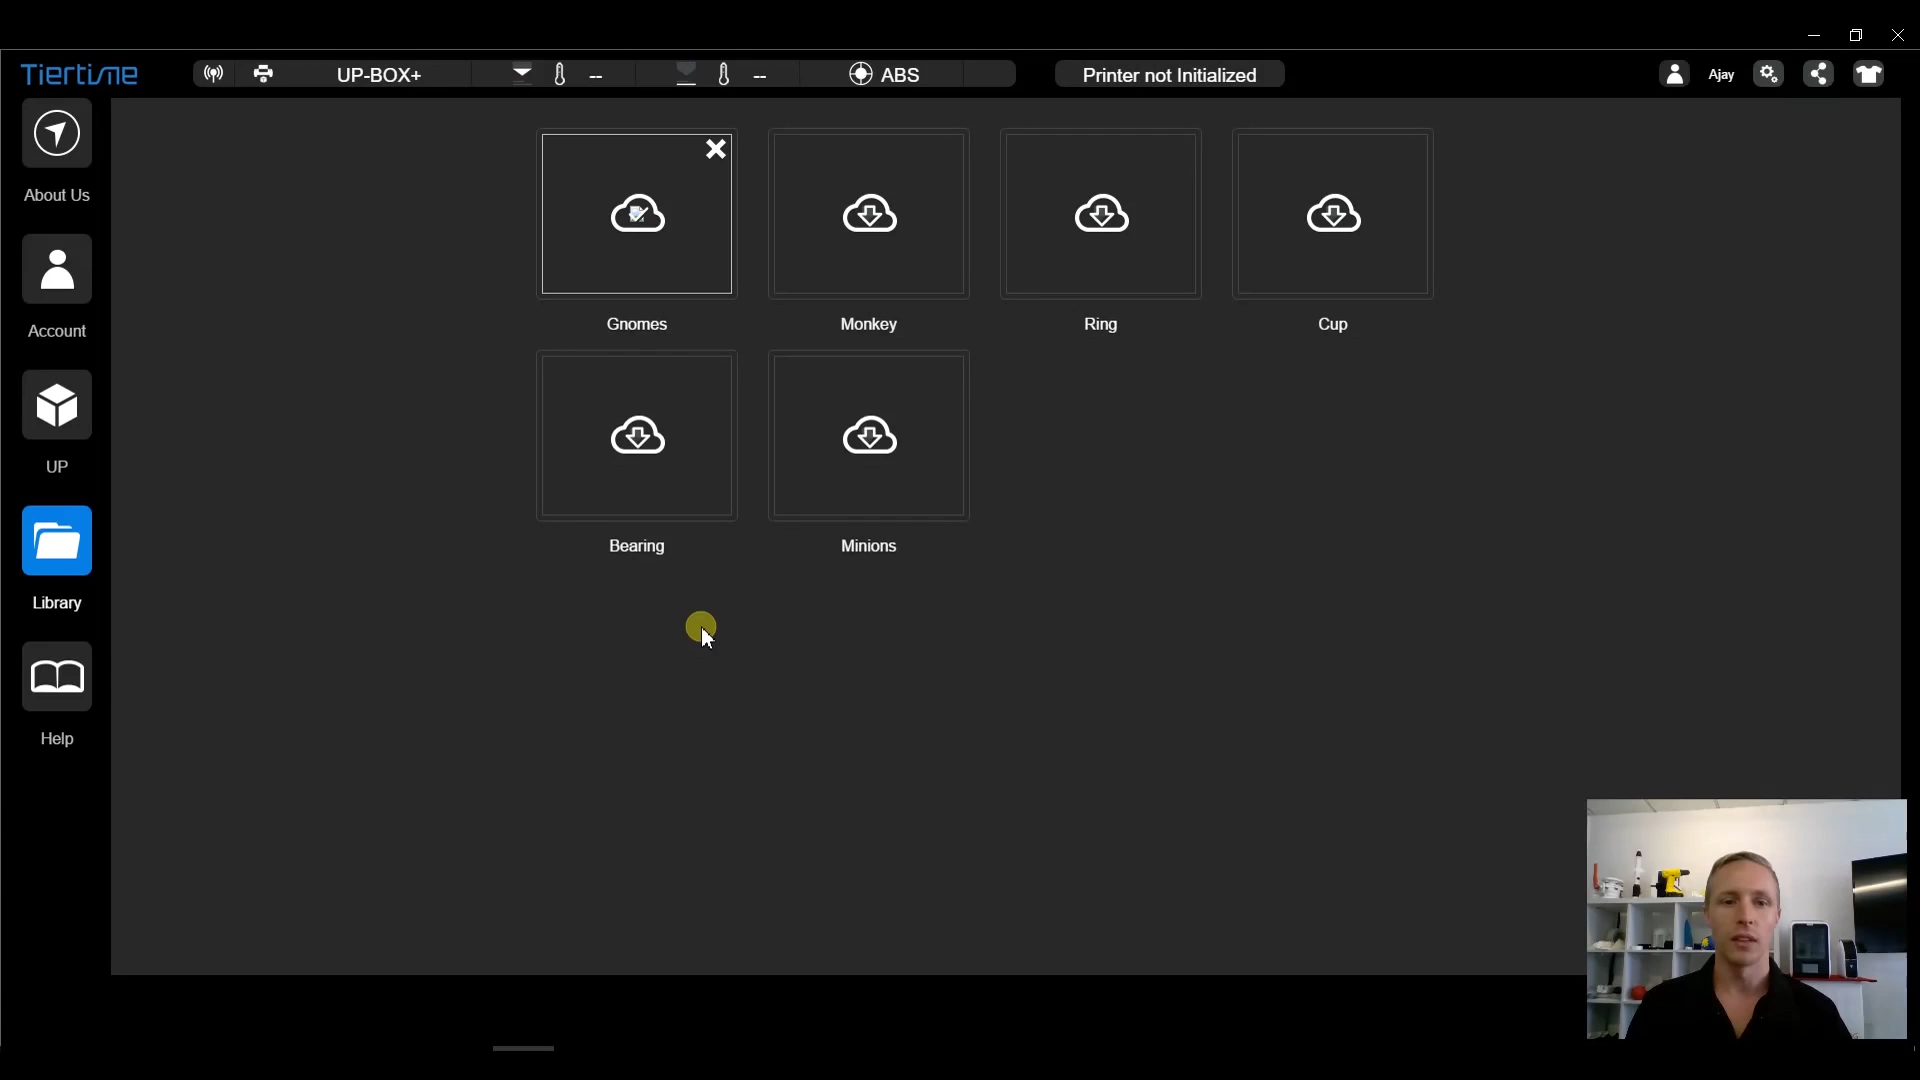 Tiertime
UP-BOX+
--
--
ABS
Printer not Initialized
Ajay
About Us
Account
UP
Library
Help
Gnomes
Monkey
Ring
Cup
Bearing
Minions